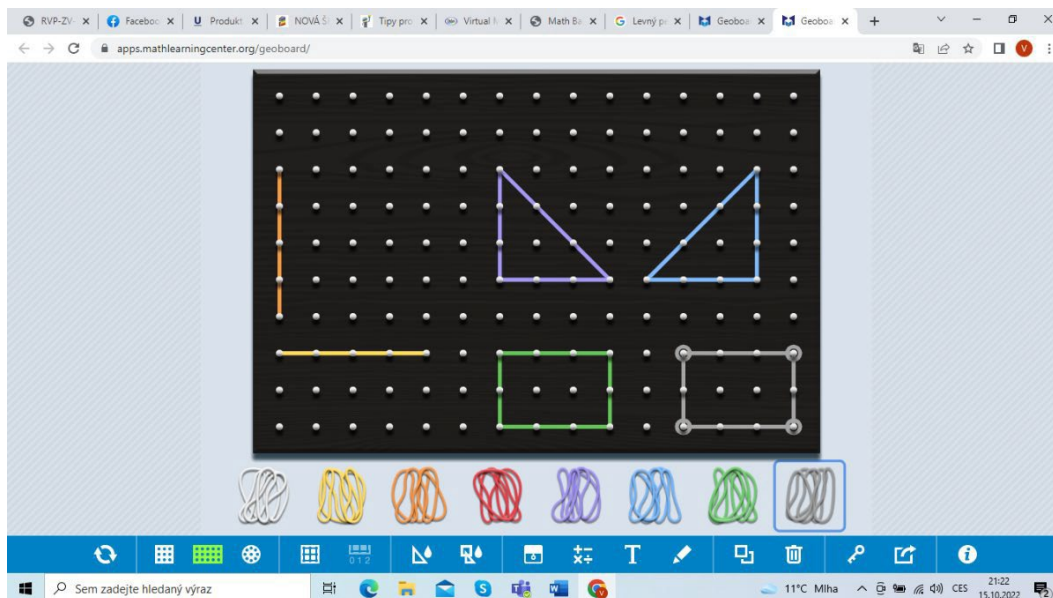 RVP-ZV-
Faceboo
Produkt
NOVÁ Š
Tipy pro
Virtual
Math Ba
Levný p
Geoboa
Geoboa
apps.mathlearningcenter.org/geoboard/
V
0 1 2
T
i
Sem zadejte hledaný výraz
11°C Mlha
CES
21:22
15.10.2022
2